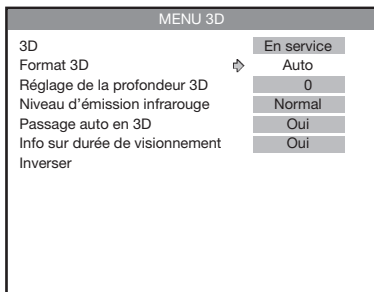 MENU 3D
3D En service
Format 3D Auto
Réglage de la profondeur 3D 0
Niveau d'émission infrarouge Normal
Passage auto en 3D Oui
Info sur durée de visionnement Oui
Inverser